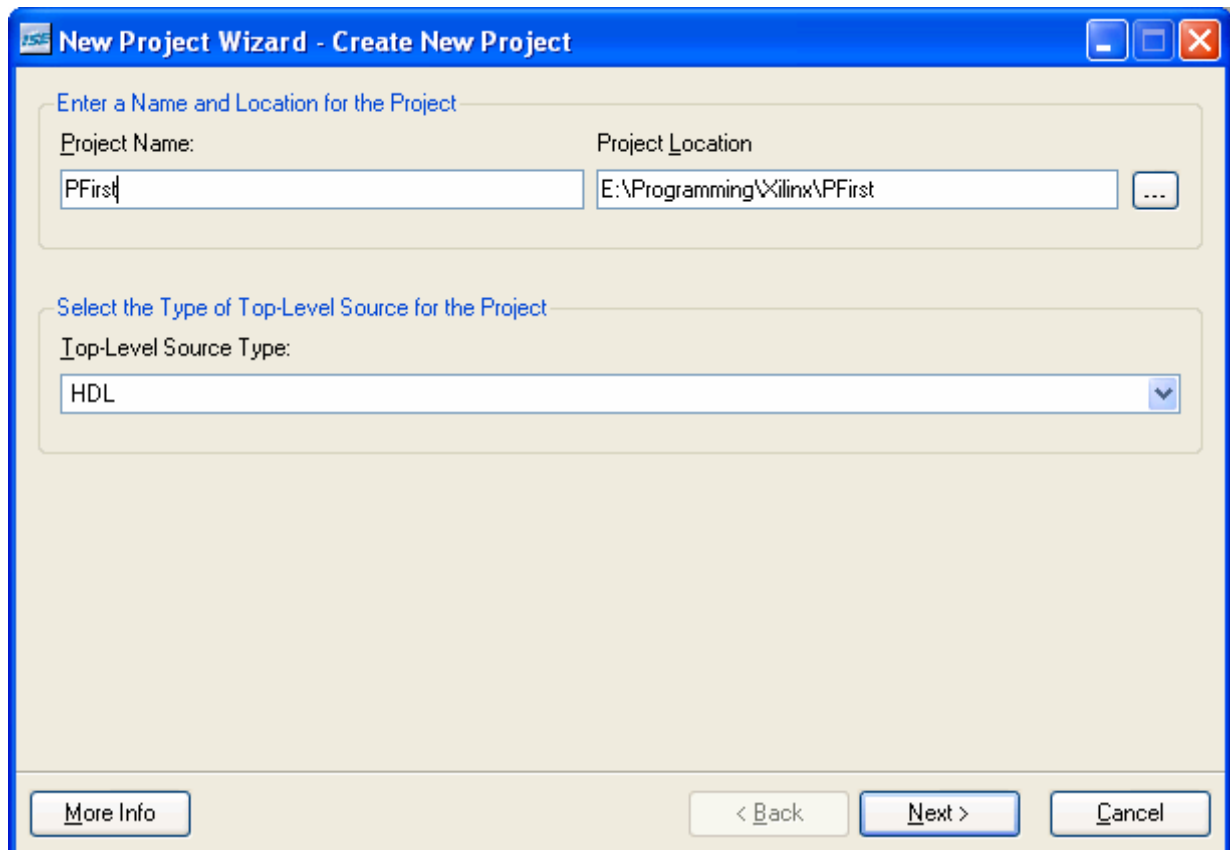 ISE New Project Wizard - Create New Project
Enter a Name and Location for the Project
Project Name: Project Location
PFirst E:\Programming\Xilinx\PFirst ...
Select the Type of Top-Level Source for the Project
Top-Level Source Type:
HDL
More Info < Back Next > Cancel